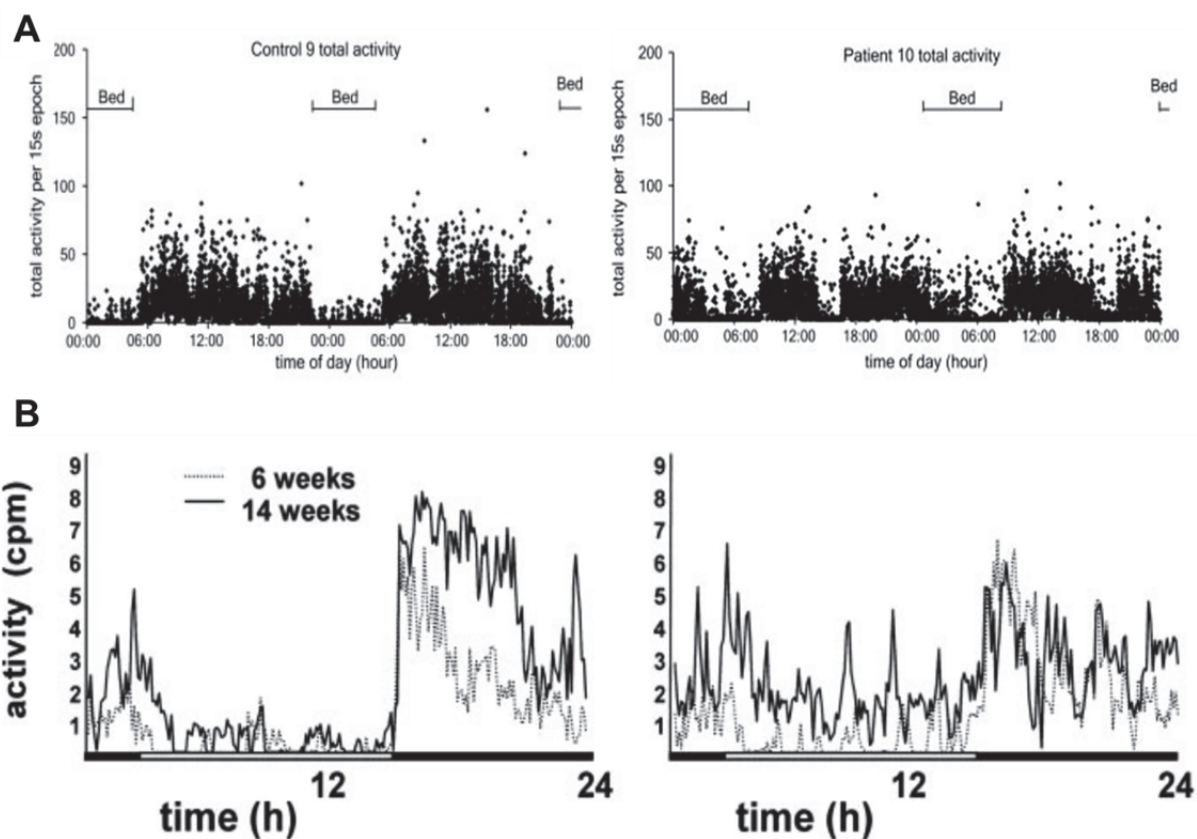 A
Control 9 total activity
total activity per 15s epoch
200
150
100
50
0
Bed
Bed
Bed
00:00 06:00 12:00 18:00 00:00 06:00 12:00 18:00 00:00
time of day (hour)
Patient 10 total activity
total activity per 15s epoch
200
150
100
50
0
Bed
Bed
Bed
00:00 06:00 12:00 18:00 00:00 06:00 12:00 18:00 00:00
time of day (hour)
B
activity (cpm)
9
8
7
6
5
4
3
2
1
6 weeks
14 weeks
12 24
time (h)
9
8
7
6
5
4
3
2
1
12 24
time (h)